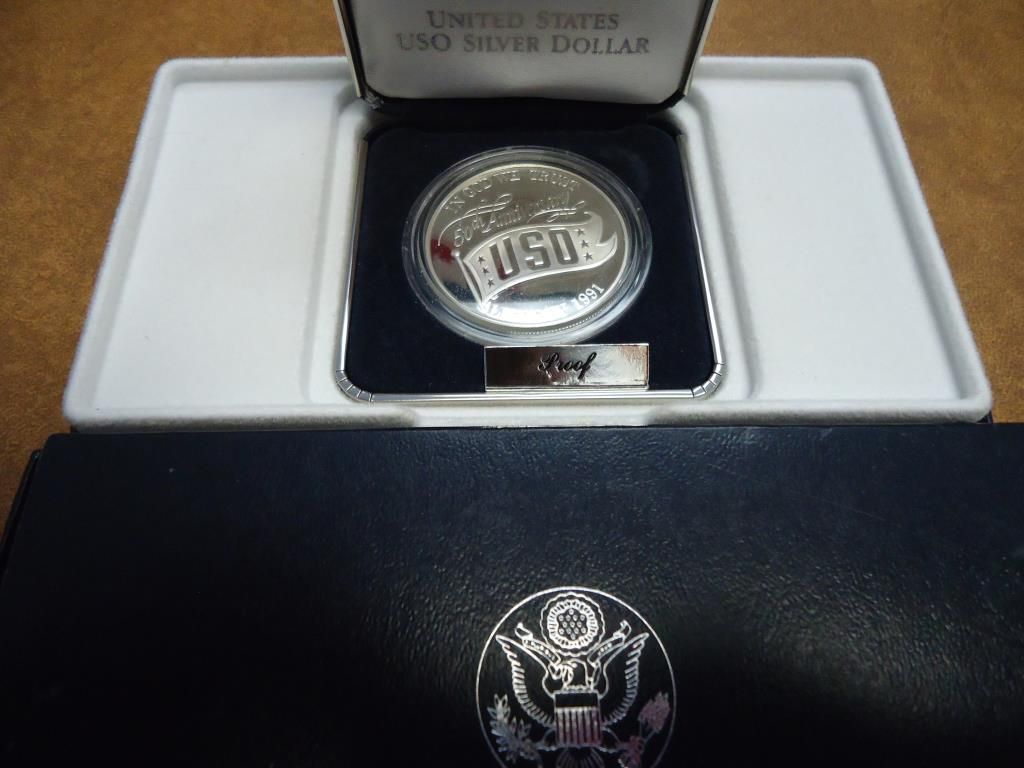 UNITED STATES
USO SILVER DOLLAR
IN GOD WE TRUST
50th Anniversary
USO
1991
Proof